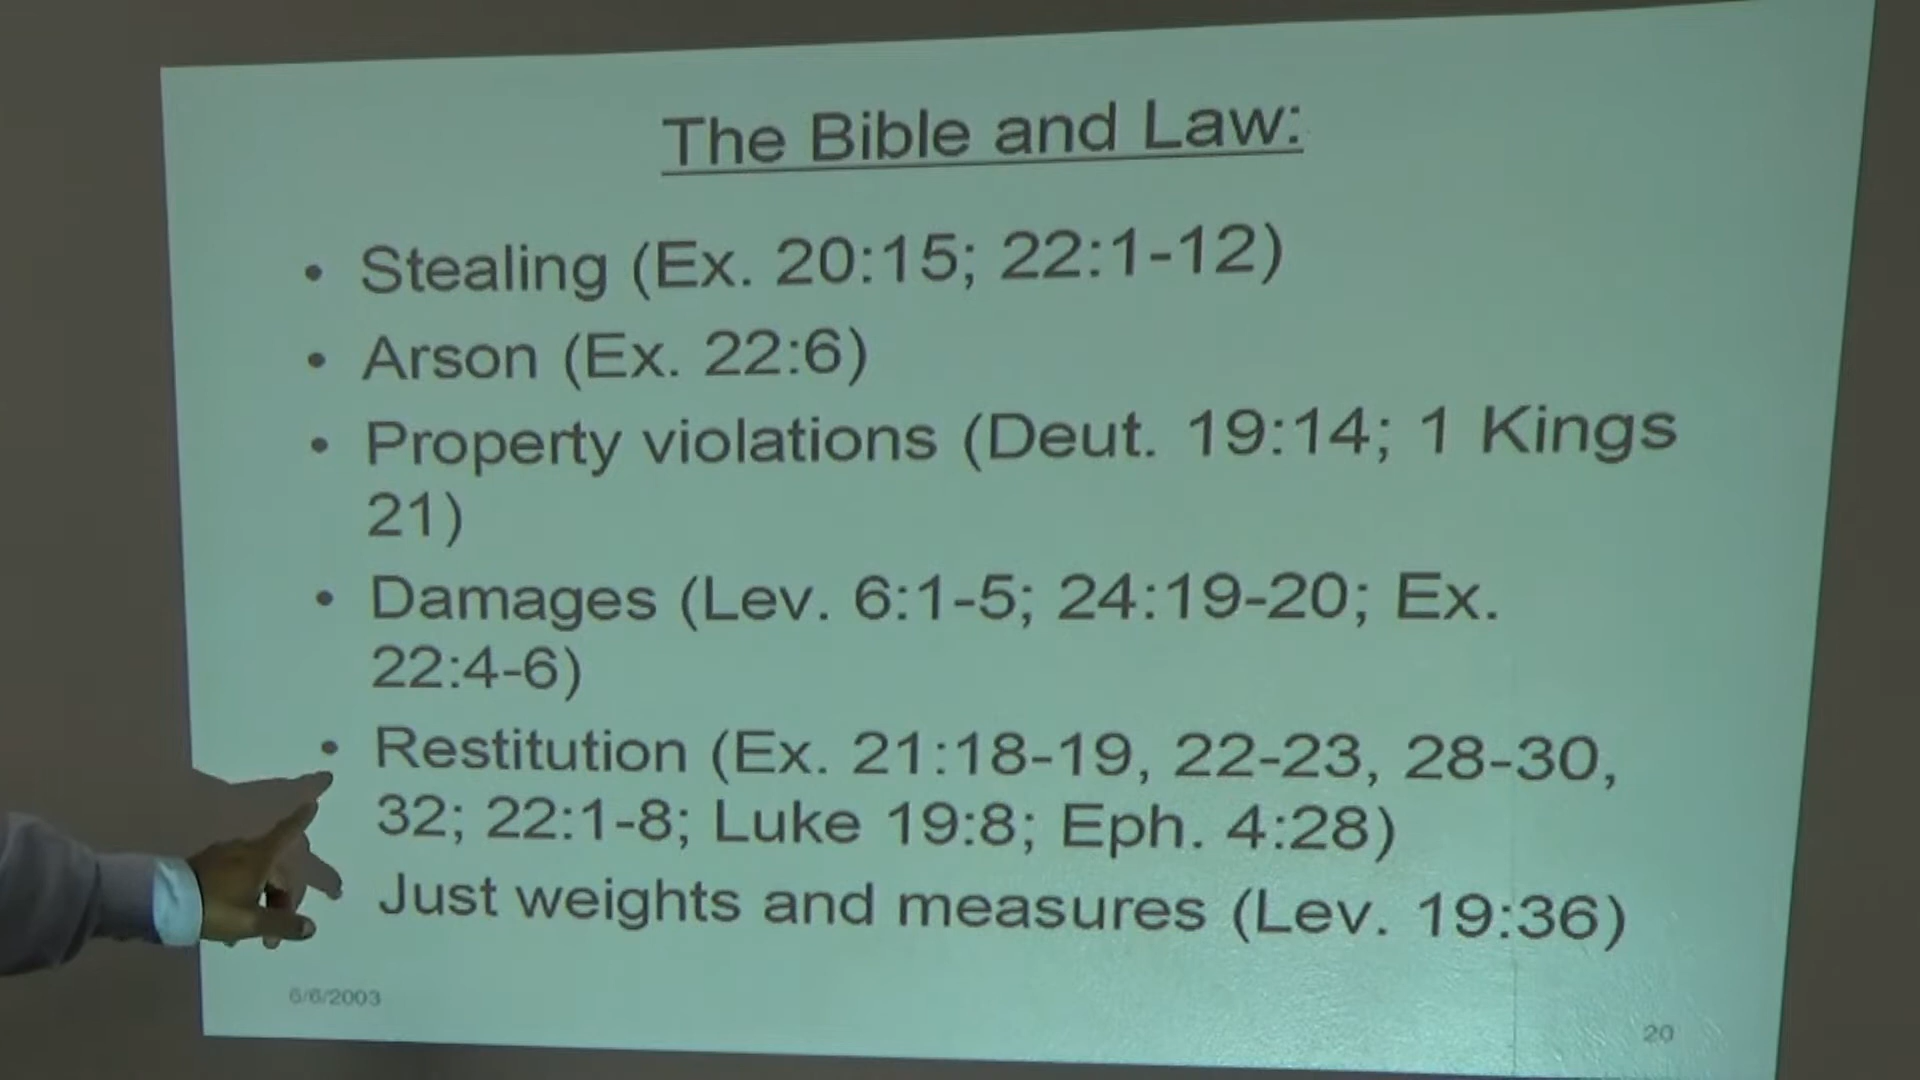 The Bible and Law:
• Stealing (Ex. 20:15; 22:1-12)
• Arson (Ex. 22:6)
• Property violations (Deut. 19:14; 1 Kings
21)
• Damages (Lev. 6:1-5; 24:19-20; Ex.
22:4-6)
• Restitution (Ex. 21:18-19, 22-23, 28-30,
32; 22:1-8; Luke 19:8; Eph. 4:28)
Just weights and measures (Lev. 19:36)
6/6/2003
20